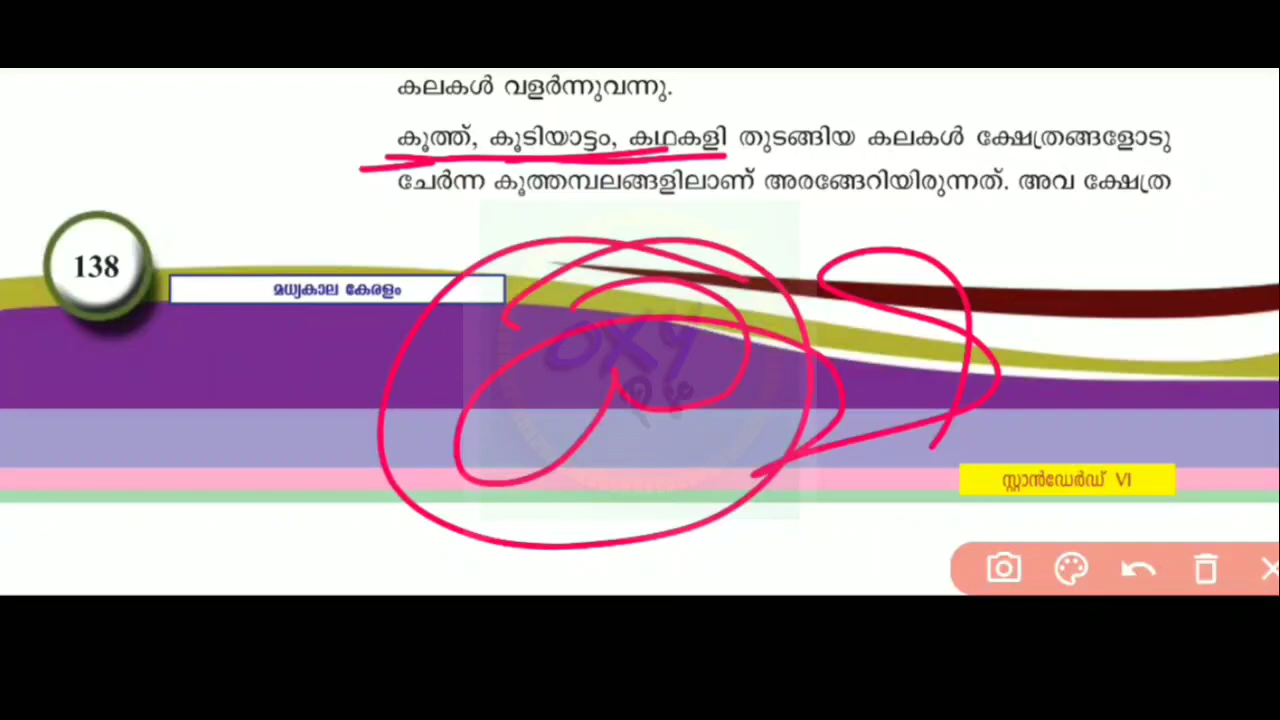 കലകൾ വളർന്നുവന്നു.
കൂത്ത്, കൂടിയാട്ടം, കഥകളി തുടങ്ങിയ കലകൾ ക്ഷേത്രങ്ങളോടു
ചേർന്ന കൂത്തമ്പലങ്ങളിലാണ് അരങ്ങേറിയിരുന്നത്. അവ ക്ഷേത്ര
138
മധ്യകാല കേരളം
OXY
സ്റ്റാൻഡേർഡ് VI